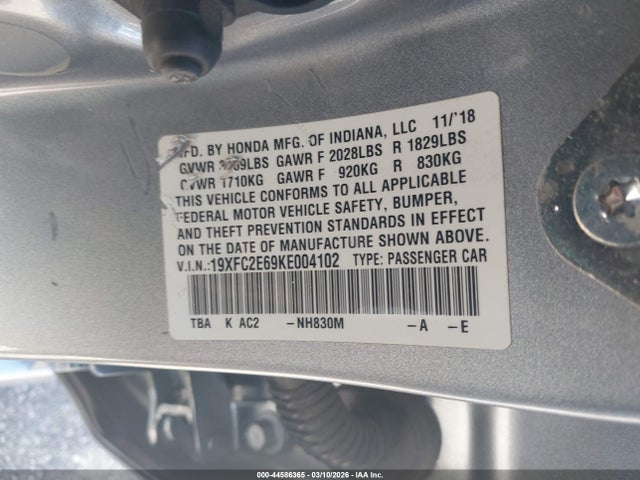 MFD. BY HONDA MFG. OF INDIANA, LLC 11/'18
GVWR LBS GAWR F 2028LBS R 1829LBS
GVWR 1710KG GAWR F 920KG R 830KG
THIS VEHICLE CONFORMS TO ALL APPLICABLE
FEDERAL MOTOR VEHICLE SAFETY, BUMPER,
AND THEFT PREVENTION STANDARDS IN EFFECT
ON THE DATE OF MANUFACTURE SHOWN ABOVE.
V.I.N.:19XFC2E69KE004102 TYPE: PASSENGER CAR
TBA K AC2 -NH830M -A -E
000-44586365 - 03/10/2026 - IAA Inc.